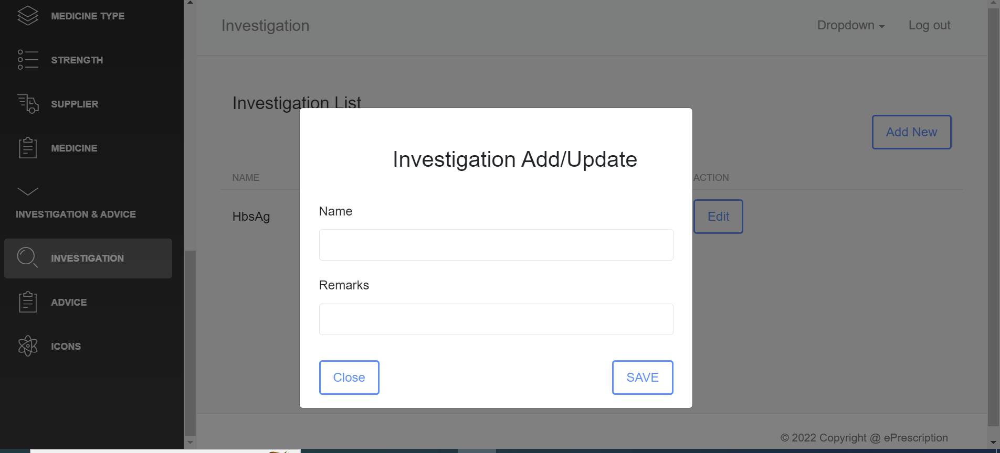 MEDICINE TYPE
STRENGTH
SUPPLIER
MEDICINE
INVESTIGATION & ADVICE
INVESTIGATION
ADVICE
ICONS
Investigation
Dropdown
Log out
Investigation List
Add New
NAME
ACTION
HbsAg
Edit
Investigation Add/Update
Name
Remarks
Close
SAVE
© 2022 Copyright @ ePrescription